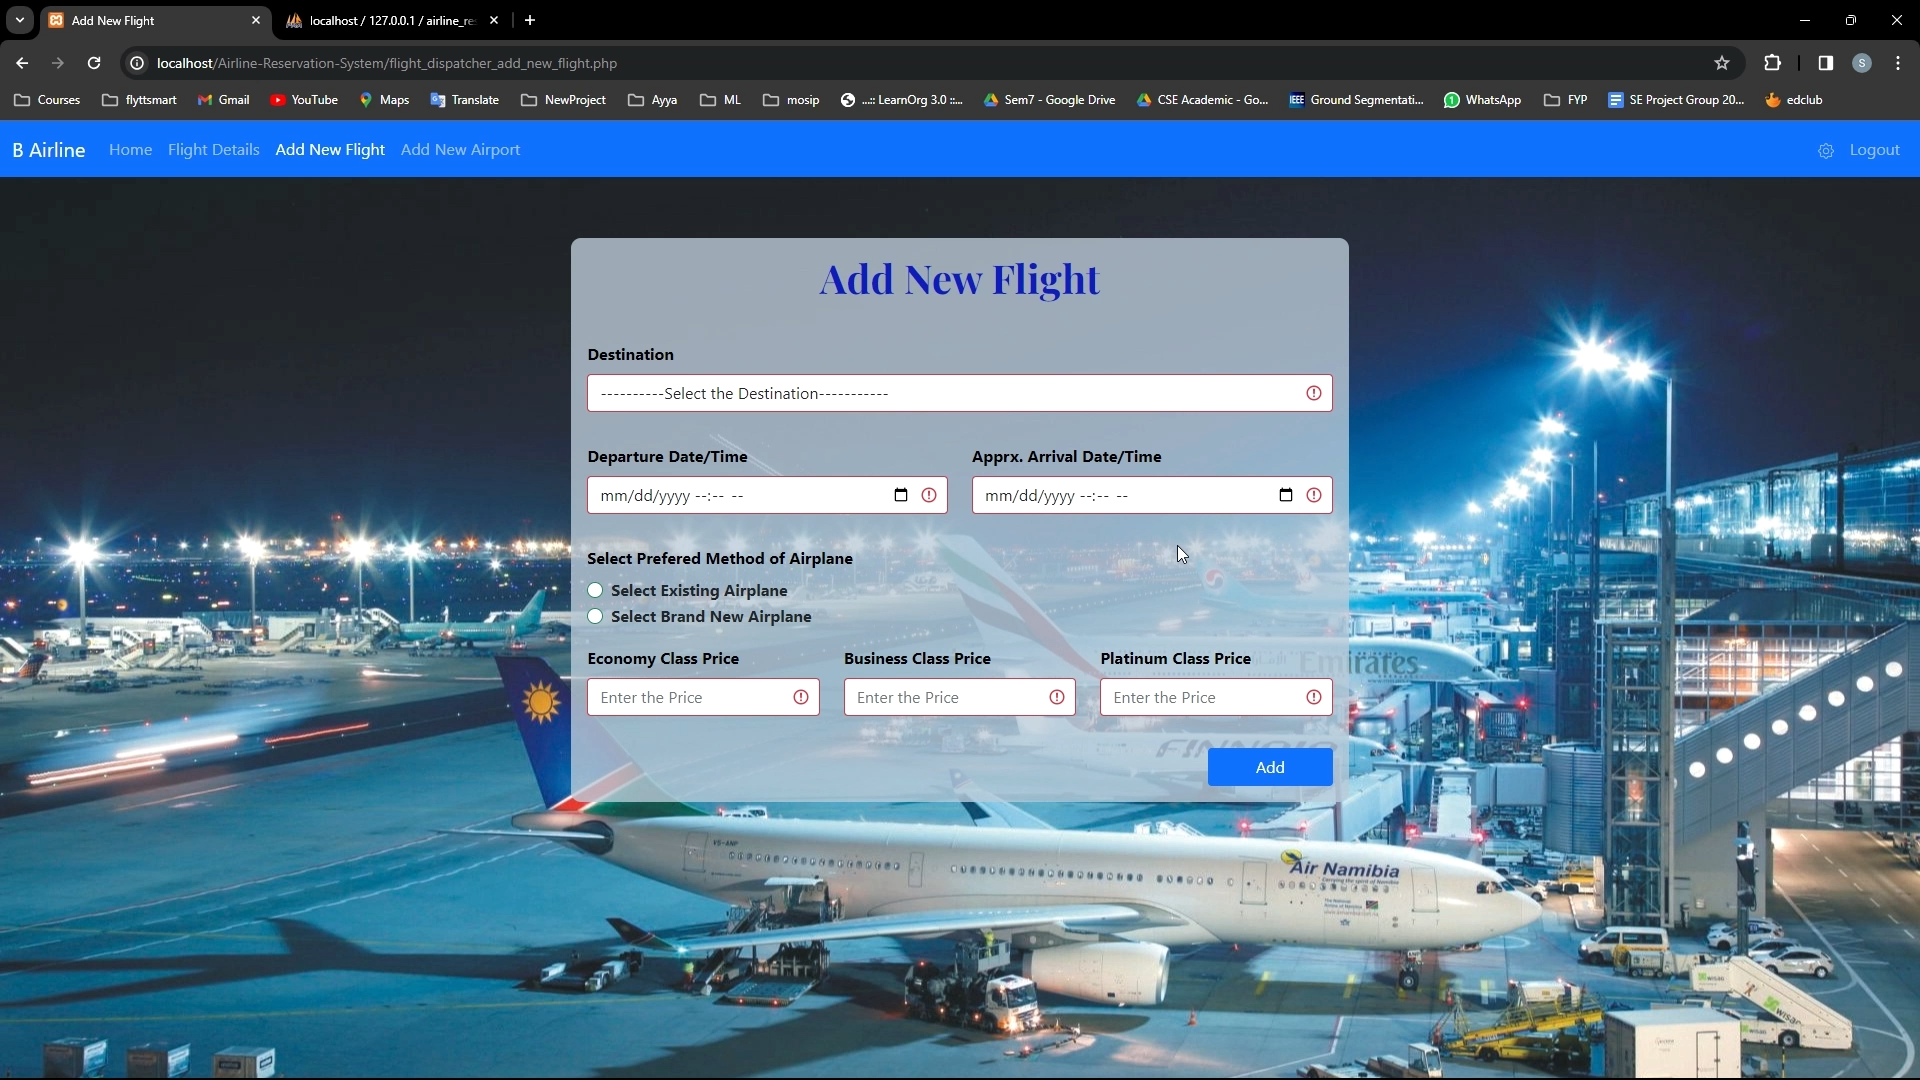 Add New Flight
localhost / 127.0.0.1 / airline_re
localhost/Airline-Reservation-System/flight_dispatcher_add_new_flight.php
S
Courses flyttsmart Gmail YouTube Maps Translate NewProject Ayya ML mosip ...:: LearnOrg 3.0 ::... Sem7 - Google Drive CSE Academic - Go... IEEE Ground Segmentati... 1 WhatsApp FYP SE Project Group 20... edclub
B Airline Home Flight Details Add New Flight Add New Airport Logout
Add New Flight
Destination
----------Select the Destination-----------
Departure Date/Time Apprx. Arrival Date/Time
mm/dd/yyyy --:-- -- mm/dd/yyyy --:-- --
Select Prefered Method of Airplane
Select Existing Airplane
Select Brand New Airplane
Economy Class Price Business Class Price Platinum Class Price
Emirates
Enter the Price Enter the Price Enter the Price
FINNAIR
Add
V5-ANP
Air Namibia